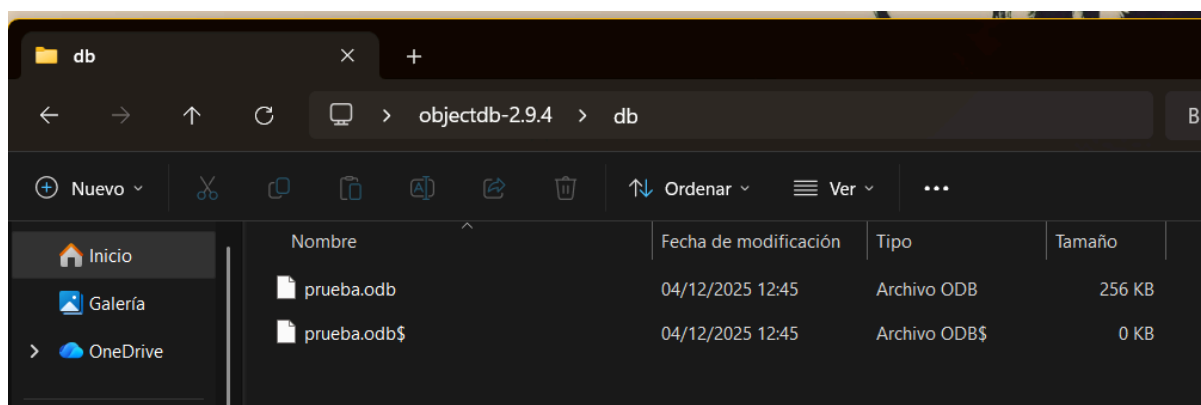 db
objectdb-2.9.4 > db
B
Nuevo
Ordenar
Ver
Inicio
Galería
OneDrive
Nombre Fecha de modificación Tipo Tamaño
prueba.odb 04/12/2025 12:45 Archivo ODB 256 KB
prueba.odb$ 04/12/2025 12:45 Archivo ODB$ 0 KB